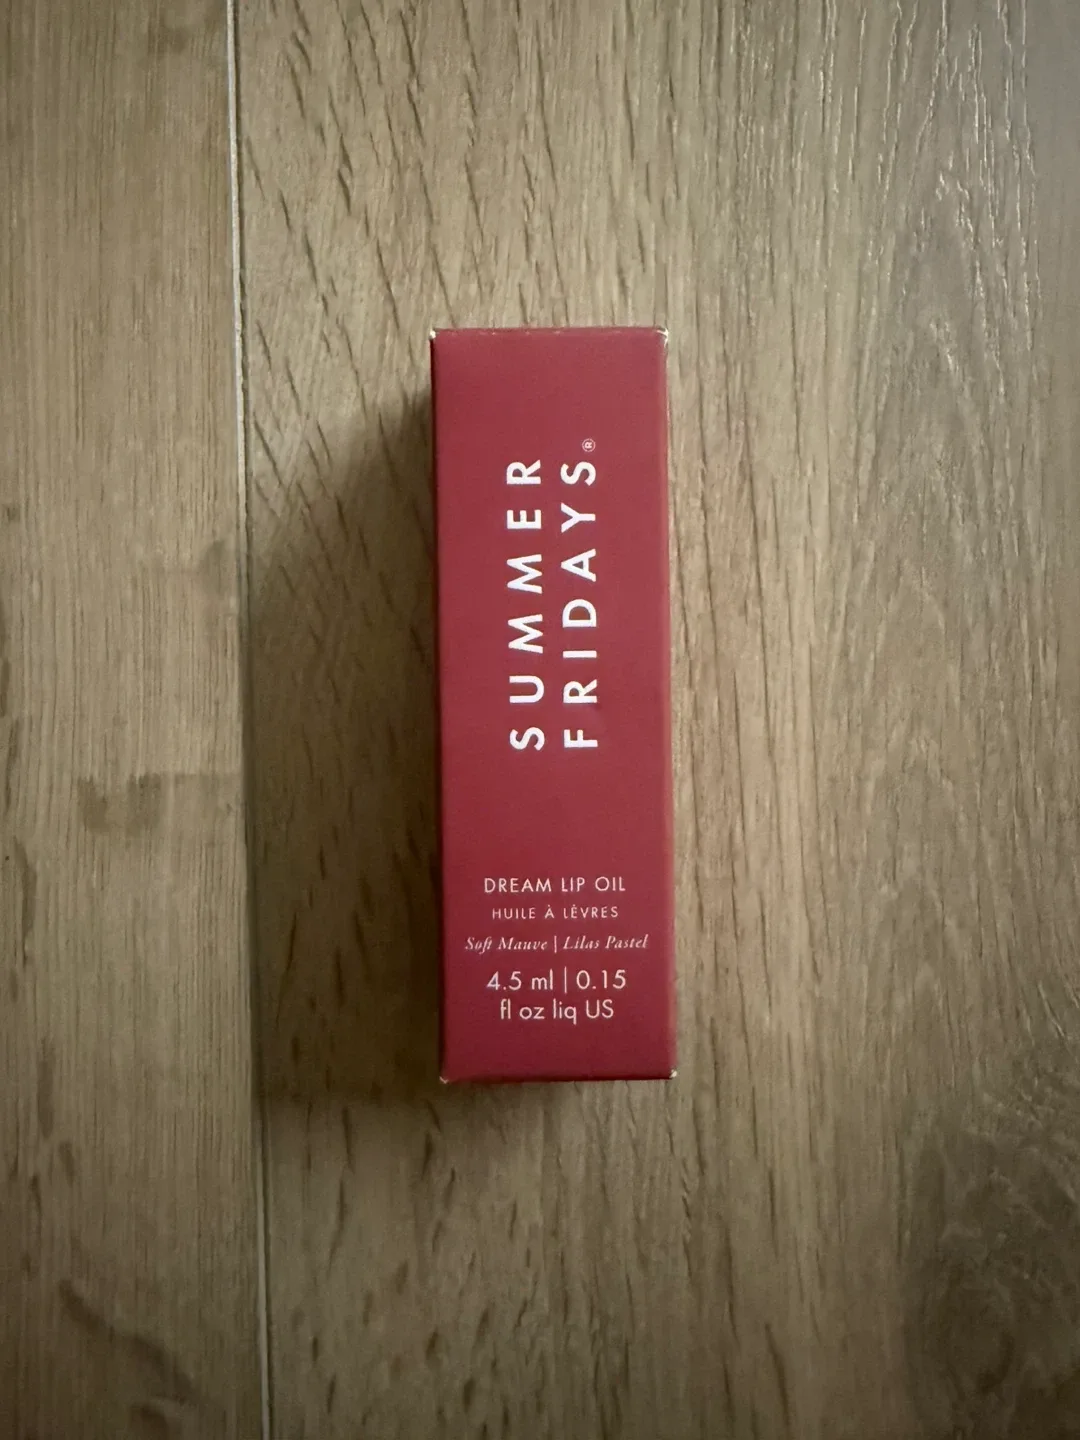 SUMMER
FRIDAYS®
DREAM LIP OIL
HUILE À LÈVRES
Soft Mauve | Lilas Pastel
4.5 ml | 0.15
fl oz liq US